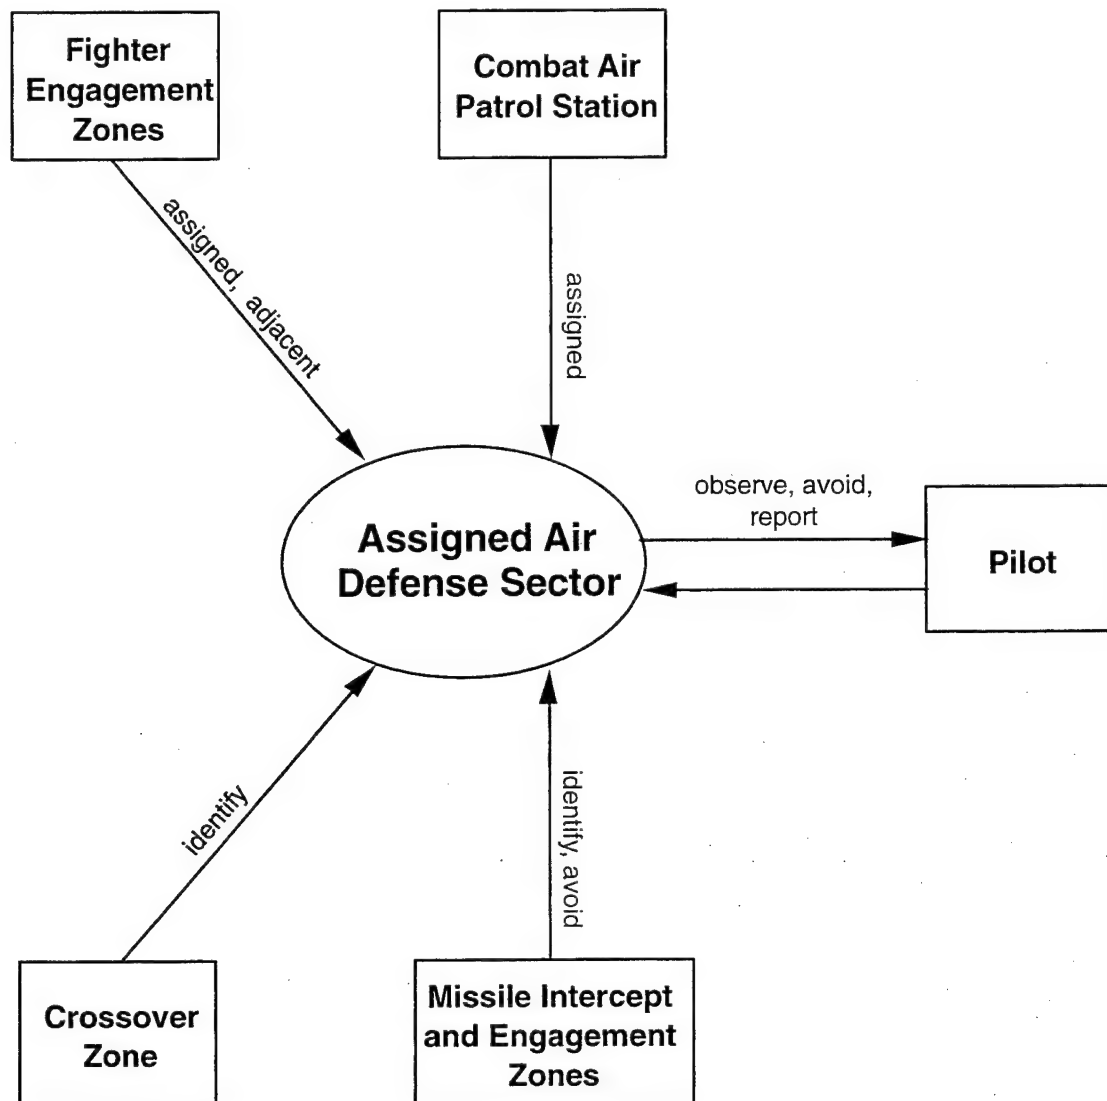 Fighter
Engagement
Zones
Combat Air
Patrol Station
assigned, adjacent
assigned
observe, avoid,
report
Assigned Air
Defense Sector
Pilot
identify
identify, avoid
Crossover
Zone
Missile Intercept
and Engagement
Zones